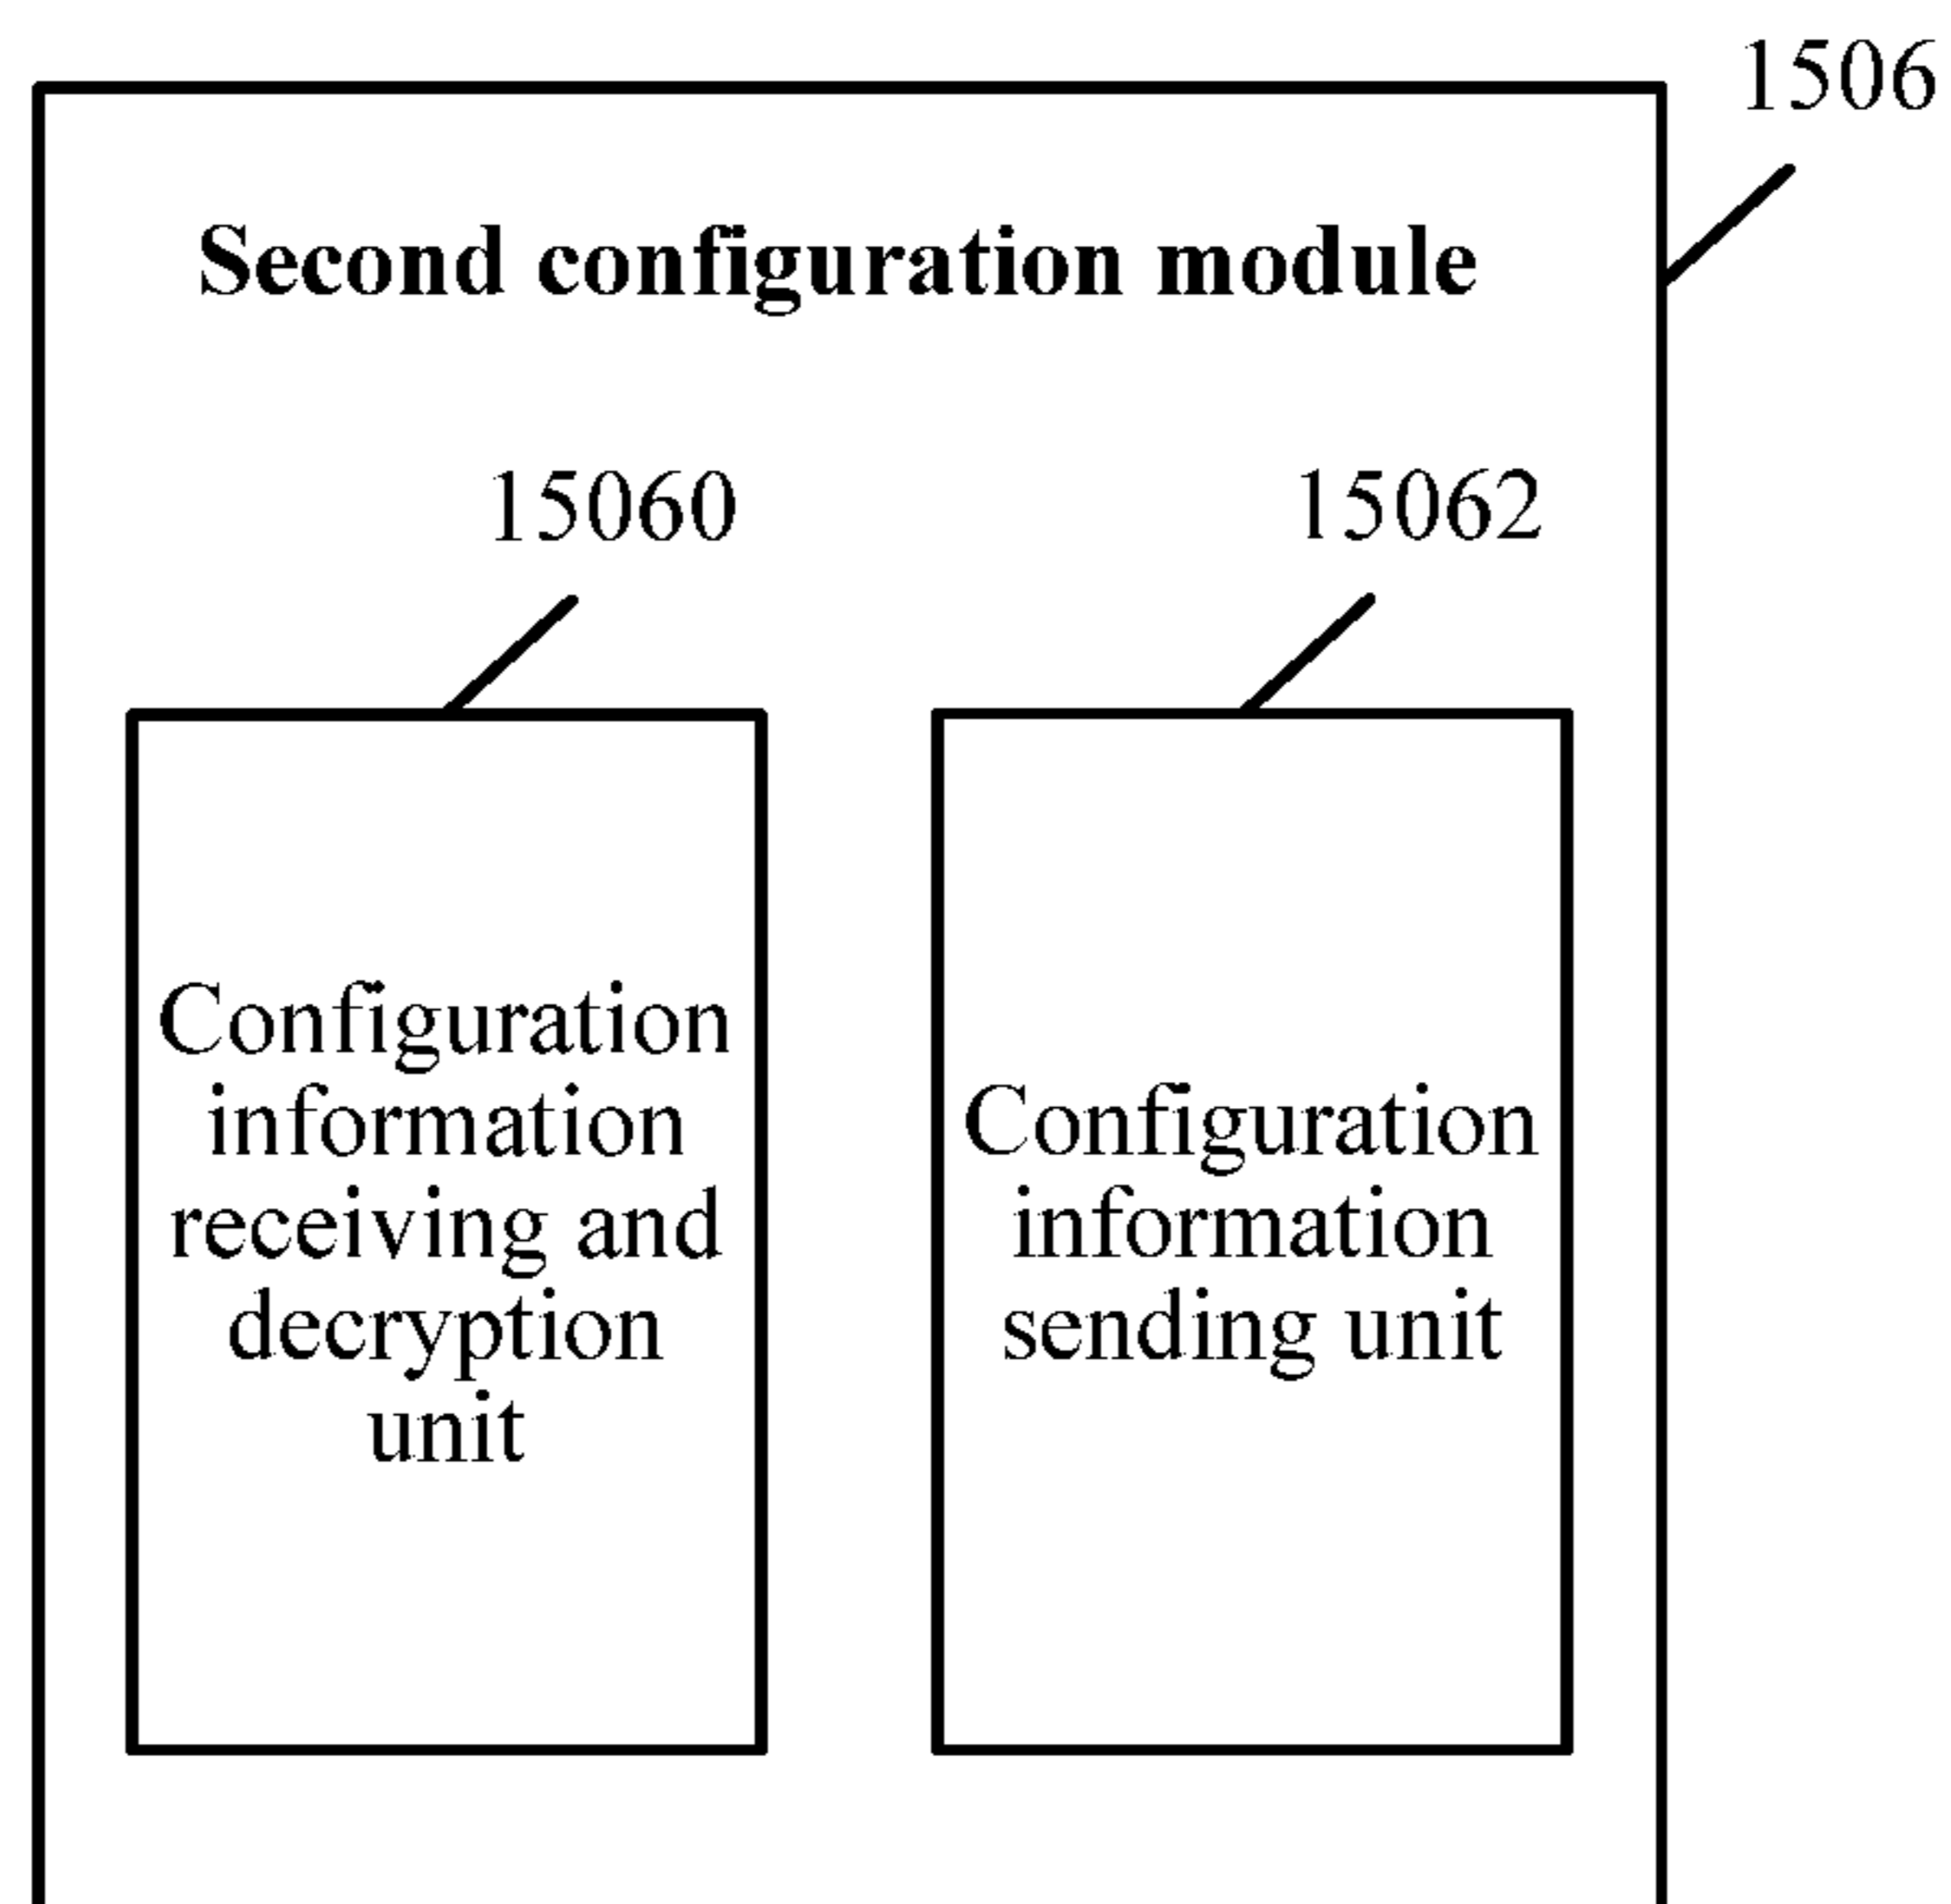 1506
Second configuration module
15060
15062
Configuration
information
receiving and
decryption
unit
Configuration
information
sending unit